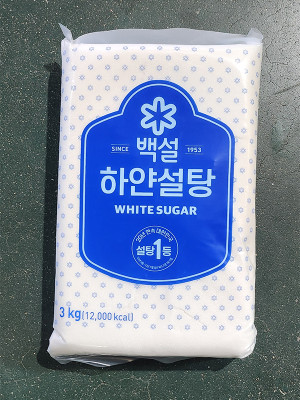 SINCE 1953
백설
하얀설탕
WHITE SUGAR
설탕1등
3 kg(12,000 kcal)